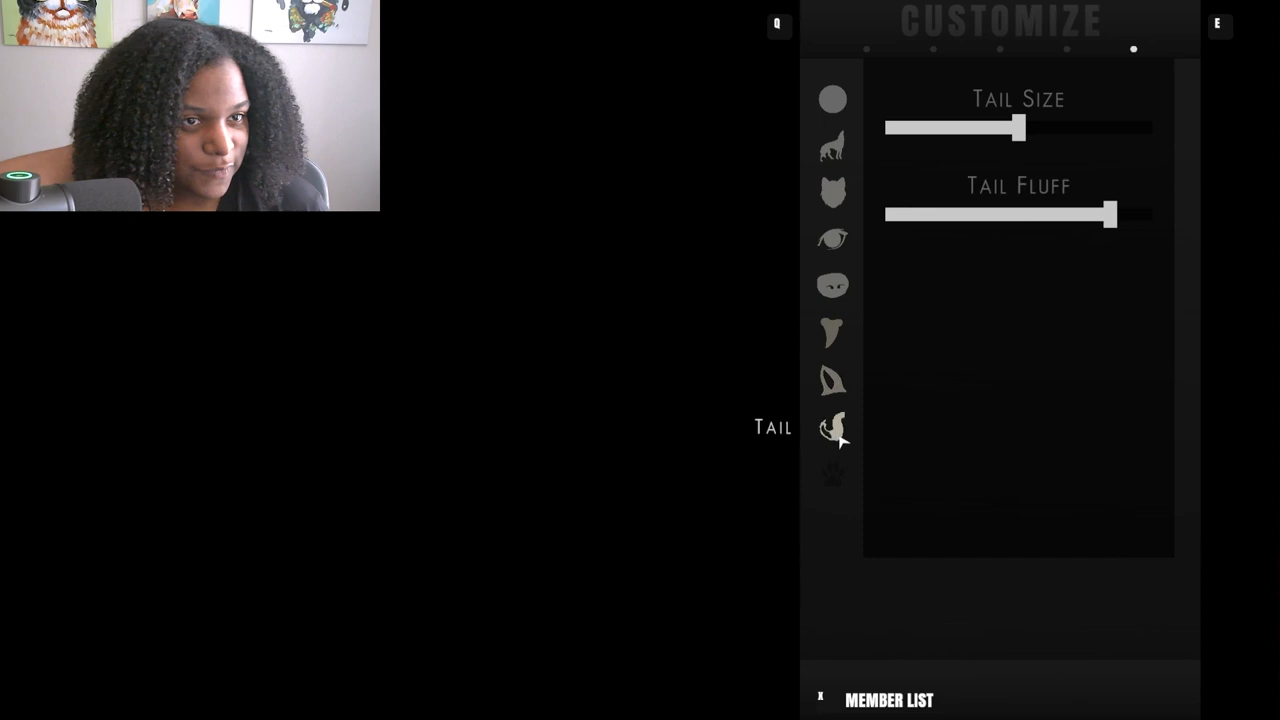 Q
CUSTOMIZE
E
TAIL SIZE
TAIL FLUFF
TAIL
X MEMBER LIST